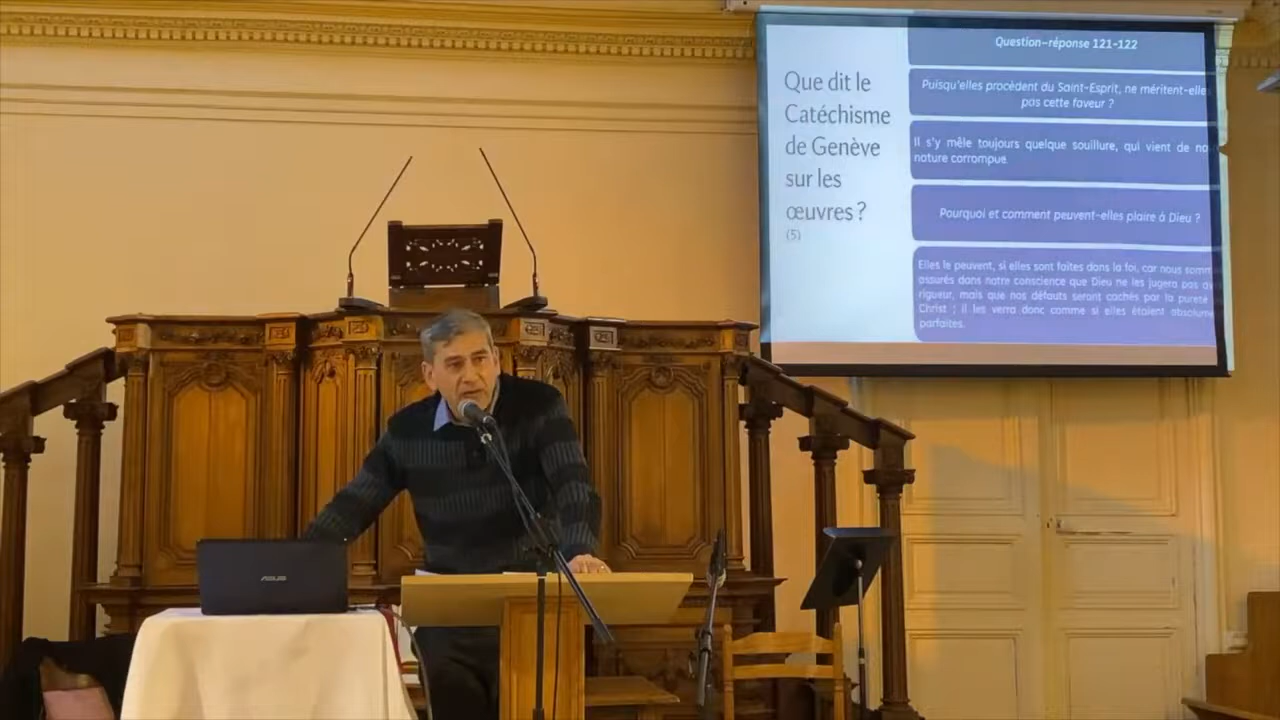 Que dit le
Catéchisme
de Genève
sur les
œuvres ?
(5)
Question-réponse 121-122
Puisqu'elles procèdent du Saint-Esprit, ne méritent-elles
pas cette faveur ?
Il s'y mêle toujours quelque souillure, qui vient de no
nature corrompue.
Pourquoi et comment peuvent-elles plaire à Dieu ?
Elles le peuvent, si elles sont faites dans la foi, car nous somm
assurés dans notre conscience que Dieu ne les jugera pas av
rigueur, mais que nos défauts seront cachés par la pureté
Christ ; il les verra donc comme si elles étaient absolume
parfaites.
ASUS